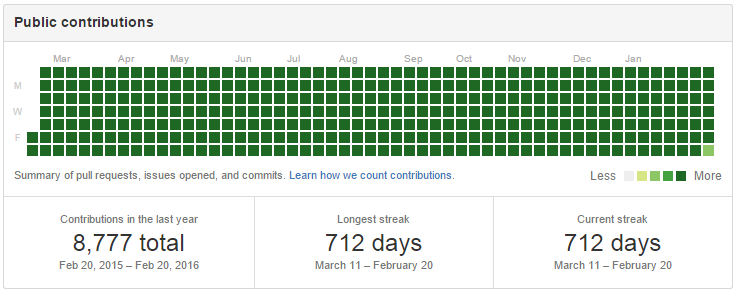 Public contributions
Mar Apr May Jun Jul Aug Sep Oct Nov Dec Jan
M
W
F
Summary of pull requests, issues opened, and commits. Learn how we count contributions. Less More
Contributions in the last year Longest streak Current streak
8,777 total 712 days 712 days
Feb 20, 2015 – Feb 20, 2016 March 11 – February 20 March 11 – February 20